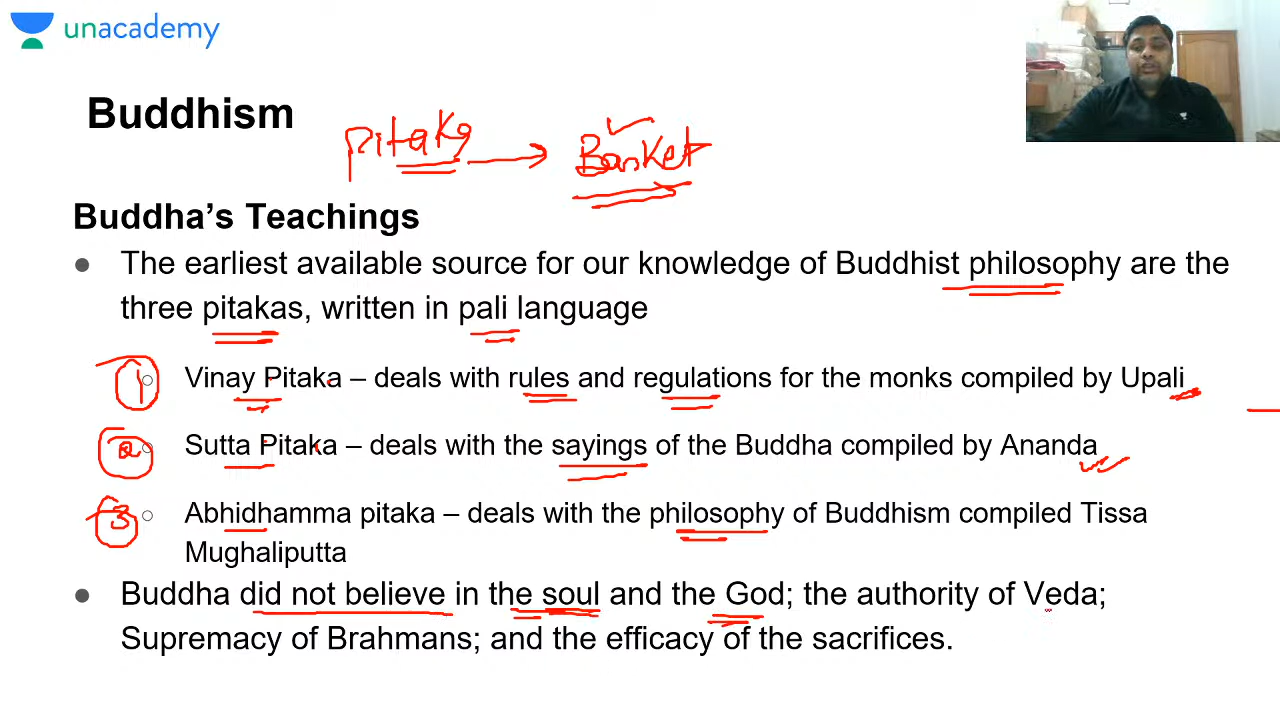 unacademy
Buddhism
Pitaka → Basket
Buddha's Teachings
● The earliest available source for our knowledge of Buddhist philosophy are the
three pitakas, written in pali language
1 ○ Vinay Pitaka – deals with rules and regulations for the monks compiled by Upali
2 ○ Sutta Pitaka – deals with the sayings of the Buddha compiled by Ananda
3 ○ Abhidhamma pitaka – deals with the philosophy of Buddhism compiled Tissa
Mughaliputta
● Buddha did not believe in the soul and the God; the authority of Veda;
Supremacy of Brahmans; and the efficacy of the sacrifices.